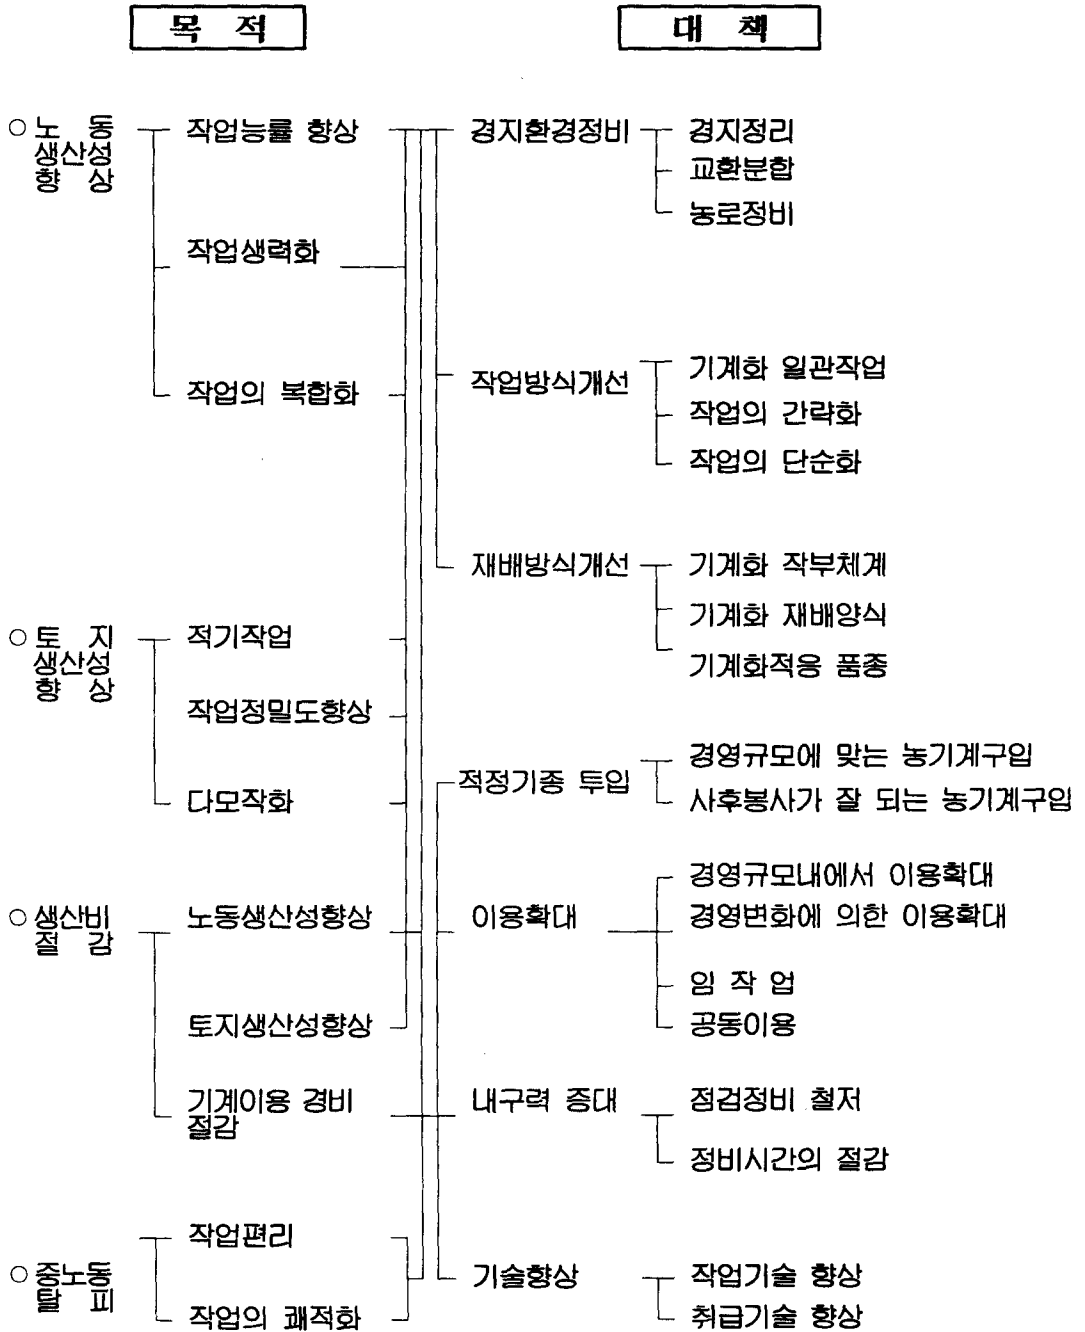 목 적
대 책
○ 노 동
생산성
향 상
작업능률 향상
작업생력화
작업의 복합화
경지환경정비
경지정리
교환분합
농로정비
작업방식개선
기계화 일관작업
작업의 간략화
작업의 단순화
재배방식개선
기계화 작부체계
기계화 재배양식
기계화적응 품종
○ 토 지
생산성
향 상
적기작업
작업정밀도향상
다모작화
적정기종 투입
경영규모에 맞는 농기계구입
사후봉사가 잘 되는 농기계구입
○ 생산비
절 감
노동생산성향상
토지생산성향상
기계이용 경비
절감
이용확대
경영규모내에서 이용확대
경영변화에 의한 이용확대
임 작 업
공동이용
내구력 증대
점검정비 철저
정비시간의 절감
○ 중노동
탈 피
작업편리
작업의 쾌적화
기술향상
작업기술 향상
취급기술 향상